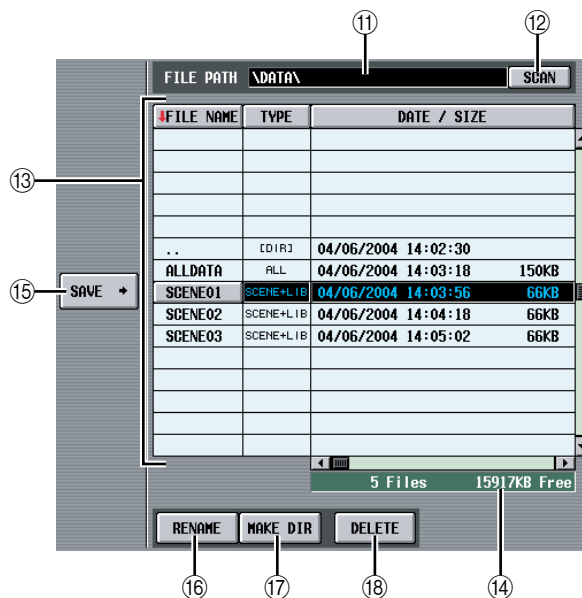 ⑪ ⑫
FILE PATH \DATA\ SCAN
FILE NAME TYPE DATE / SIZE
⑬
.. [DIR] 04/06/2004 14:02:30
ALLDATA ALL 04/06/2004 14:03:18 150KB
⑮ SAVE SCENE01 SCENE+LIB 04/06/2004 14:03:56 66KB
SCENE02 SCENE+LIB 04/06/2004 14:04:18 66KB
SCENE03 SCENE+LIB 04/06/2004 14:05:02 66KB
5 Files 15917KB Free
RENAME MAKE DIR DELETE
⑯ ⑰ ⑱ ⑭